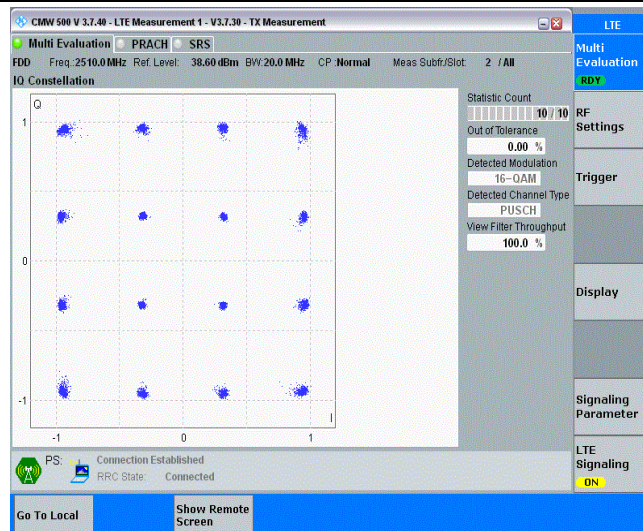 CMW 500 V 3.7.40 - LTE Measurement 1 - V3.7.30 - TX Measurement
LTE
Multi Evaluation PRACH SRS
FDD Freq.:2510.0 MHz Ref. Level: 38.60 dBm BW:20.0 MHz CP :Normal Meas Subfr./Slot: 2 / All
IQ Constellation
Q
1
0
-1
-1 0 1
I
Statistic Count
10 / 10
Out of Tolerance
0.00 %
Detected Modulation
16-QAM
Detected Channel Type
PUSCH
View Filter Throughput
100.0 %
Multi
Evaluation
RDY
RF
Settings
Trigger
Display
Signaling
Parameter
LTE
Signaling
ON
PS: Connection Established
RRC State: Connected
Go To Local
Show Remote
Screen